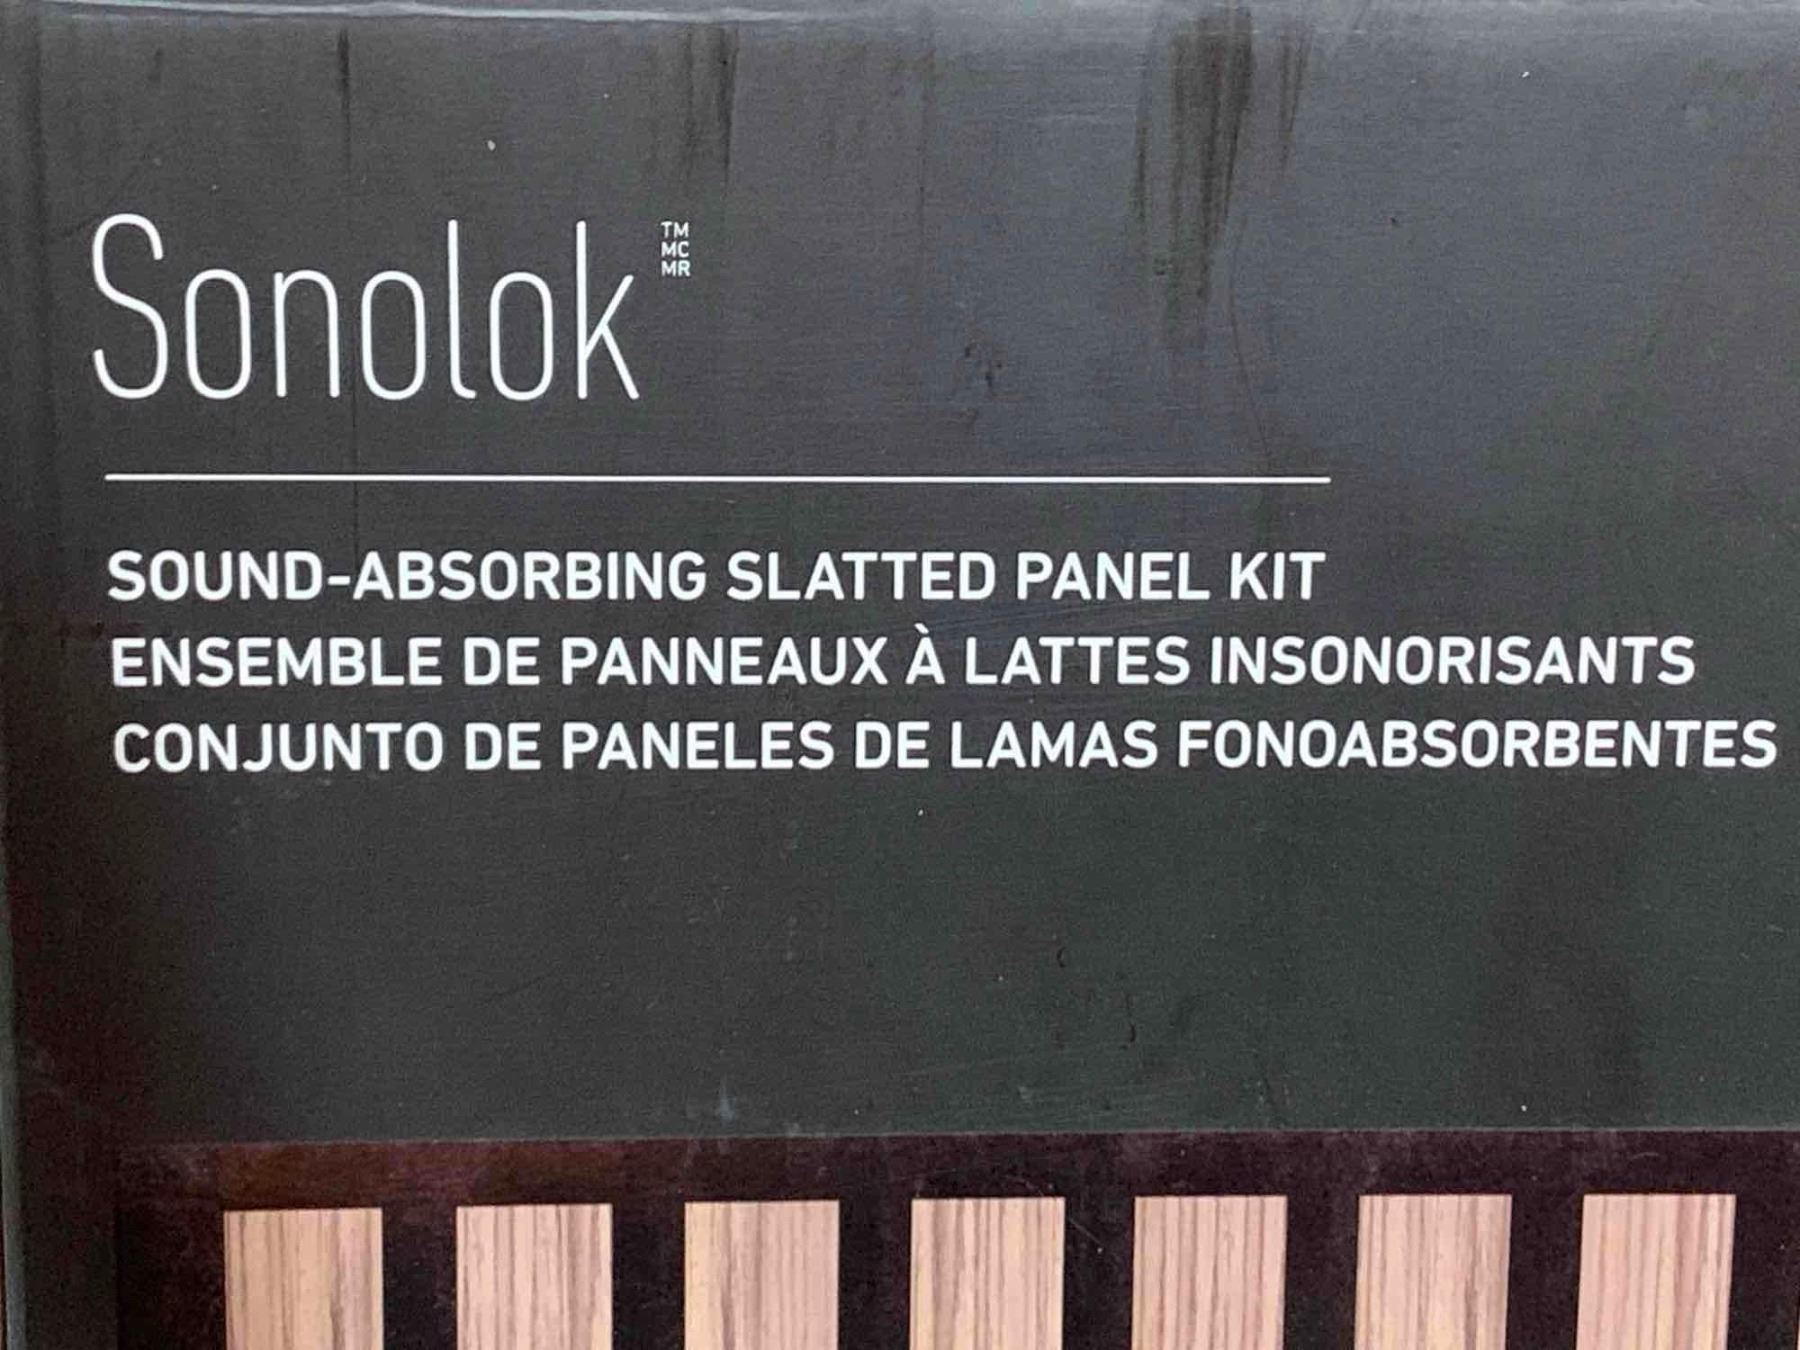 Sonolok
TM
MC
MR
SOUND-ABSORBING SLATTED PANEL KIT
ENSEMBLE DE PANNEAUX À LATTES INSONORISANTS
CONJUNTO DE PANELES DE LAMAS FONOABSORBENTES